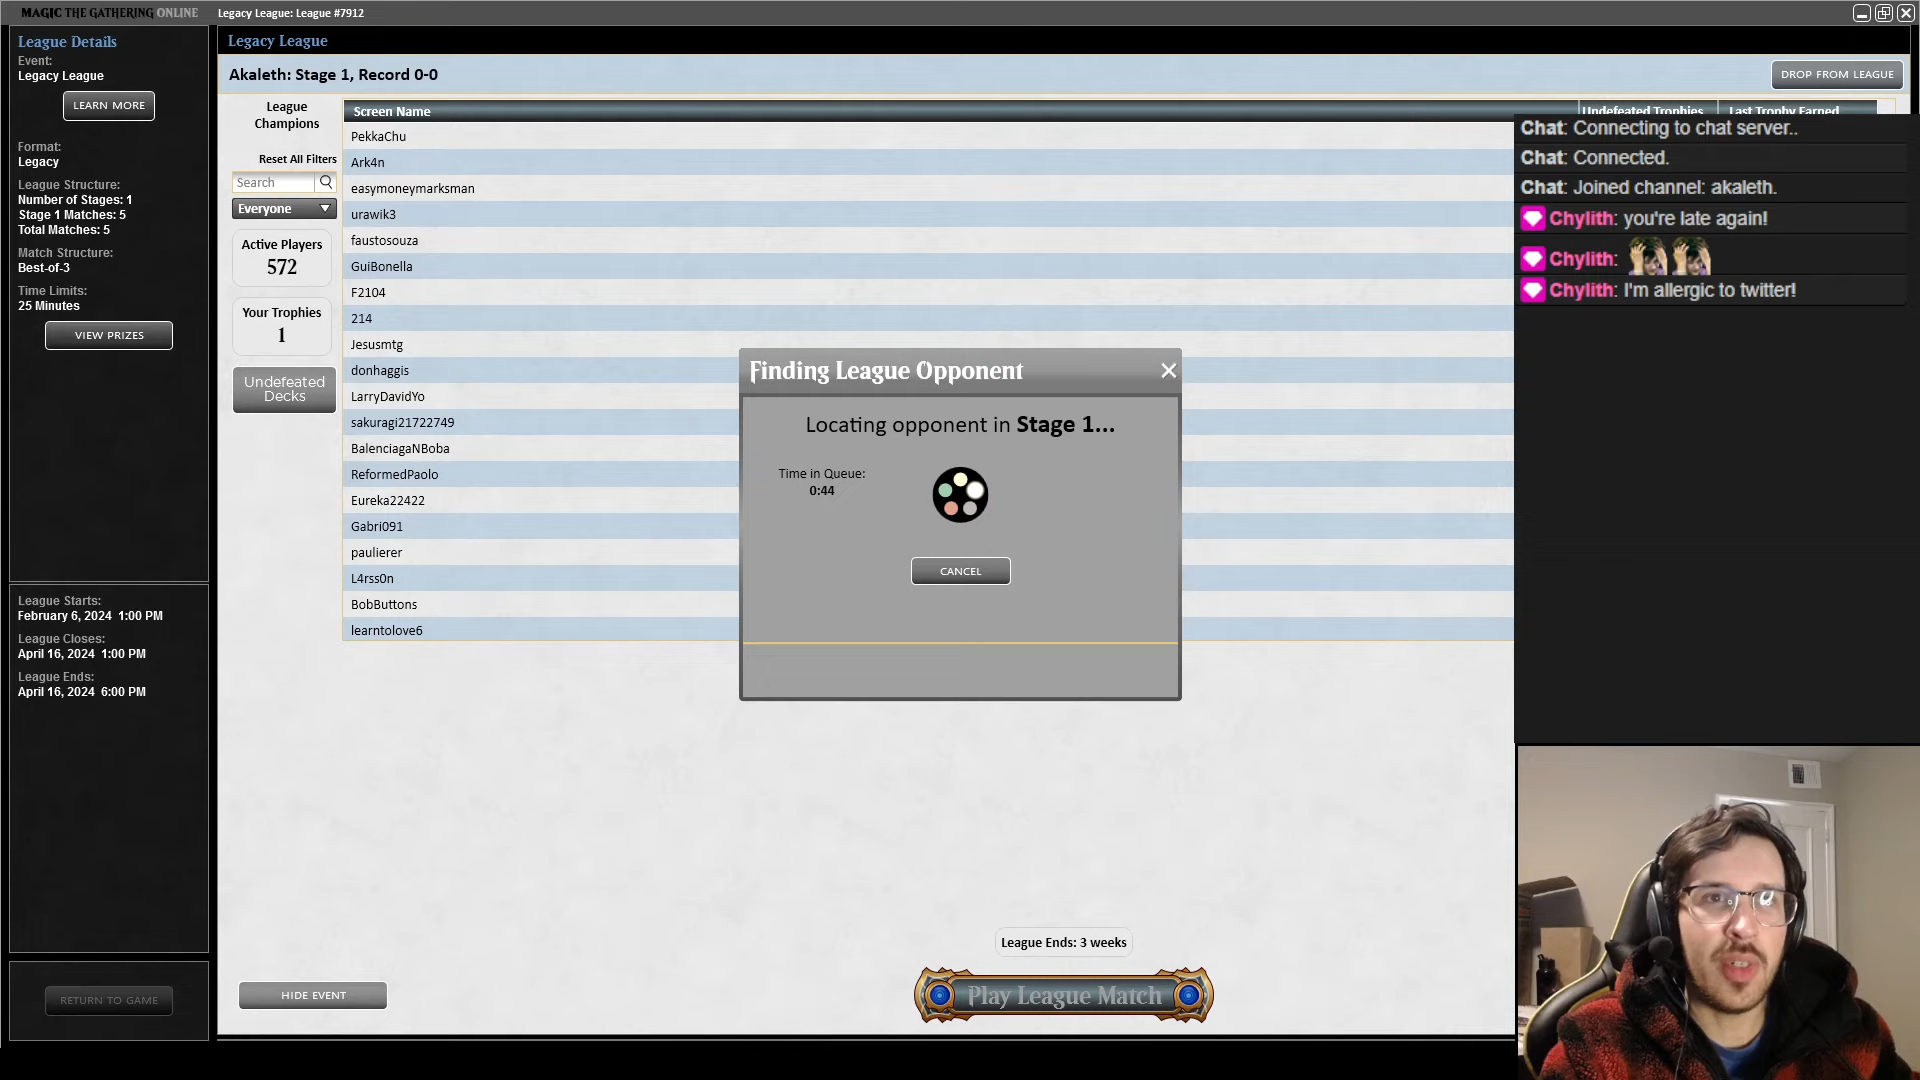 MAGIC THE GATHERING ONLINE
Legacy League: League #7912
League Details
Event:
Legacy League
LEARN MORE
Format:
Legacy
League Structure:
Number of Stages: 1
Stage 1 Matches: 5
Total Matches: 5
Match Structure:
Best-of-3
Time Limits:
25 Minutes
VIEW PRIZES
League Starts:
February 6, 2024 1:00 PM
League Closes:
April 16, 2024 1:00 PM
League Ends:
April 16, 2024 6:00 PM
RETURN TO GAME
Legacy League
Akaleth: Stage 1, Record 0-0
DROP FROM LEAGUE
League
Champions
Reset All Filters
Search
Everyone
Active Players
572
Your Trophies
1
Undefeated
Decks
Screen Name
Undefeated Trophies
Last Trophy Earned
PekkaChu
Ark4n
easymoneymarksman
urawik3
faustosouza
GuiBonella
F2104
214
Jesusmtg
donhaggis
LarryDavidYo
sakuragi21722749
BalenciagaNBoba
ReformedPaolo
Eureka22422
Gabri091
paulierer
L4rss0n
BobButtons
learntolove6
Finding League Opponent
Locating opponent in Stage 1...
Time in Queue:
0:44
CANCEL
League Ends: 3 weeks
HIDE EVENT
Play League Match
Chat: Connecting to chat server..
Chat: Connected.
Chat: Joined channel: akaleth.
Chylith: you're late again!
Chylith:
Chylith: I'm allergic to twitter!